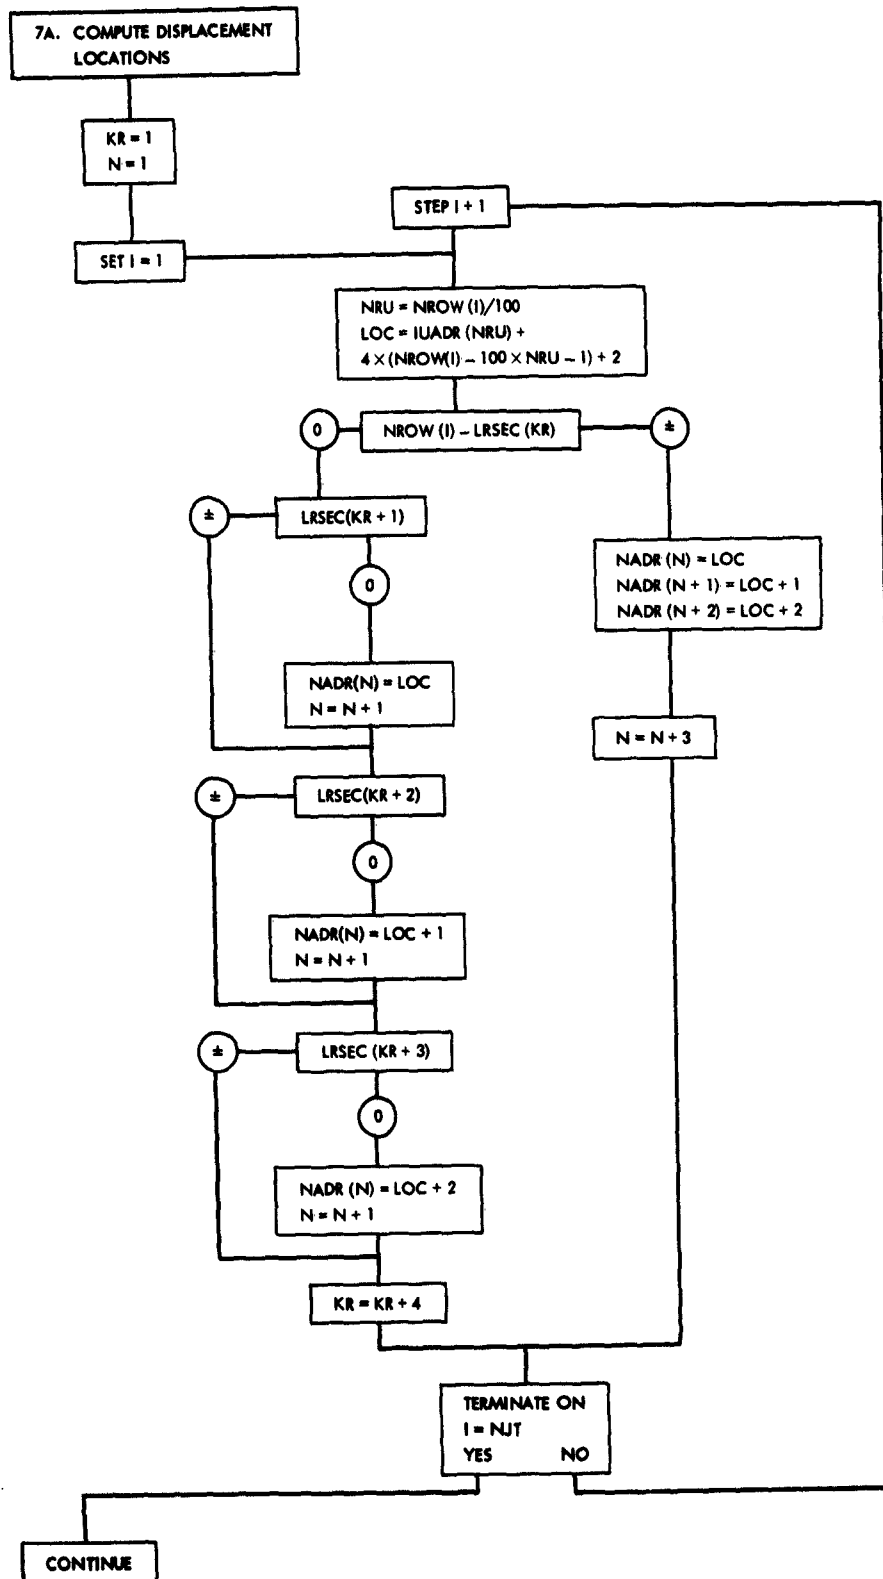 7A. COMPUTE DISPLACEMENT
LOCATIONS
KR = 1
N = 1
STEP I + 1
SET I = 1
NRU = NROW (I)/100
LOC = IUADR (NRU) +
4 × (NROW(I) – 100 × NRU – I) + 2
0
NROW (I) – LRSEC (KR)
±
±
LRSEC(KR + 1)
0
NADR (N) = LOC
NADR (N + 1) = LOC + 1
NADR (N + 2) = LOC + 2
NADR(N) = LOC
N = N + 1
N = N + 3
±
LRSEC(KR + 2)
0
NADR(N) = LOC + 1
N = N + 1
±
LRSEC (KR + 3)
0
NADR (N) = LOC + 2
N = N + 1
KR = KR + 4
TERMINATE ON
I = NJT
YES NO
CONTINUE